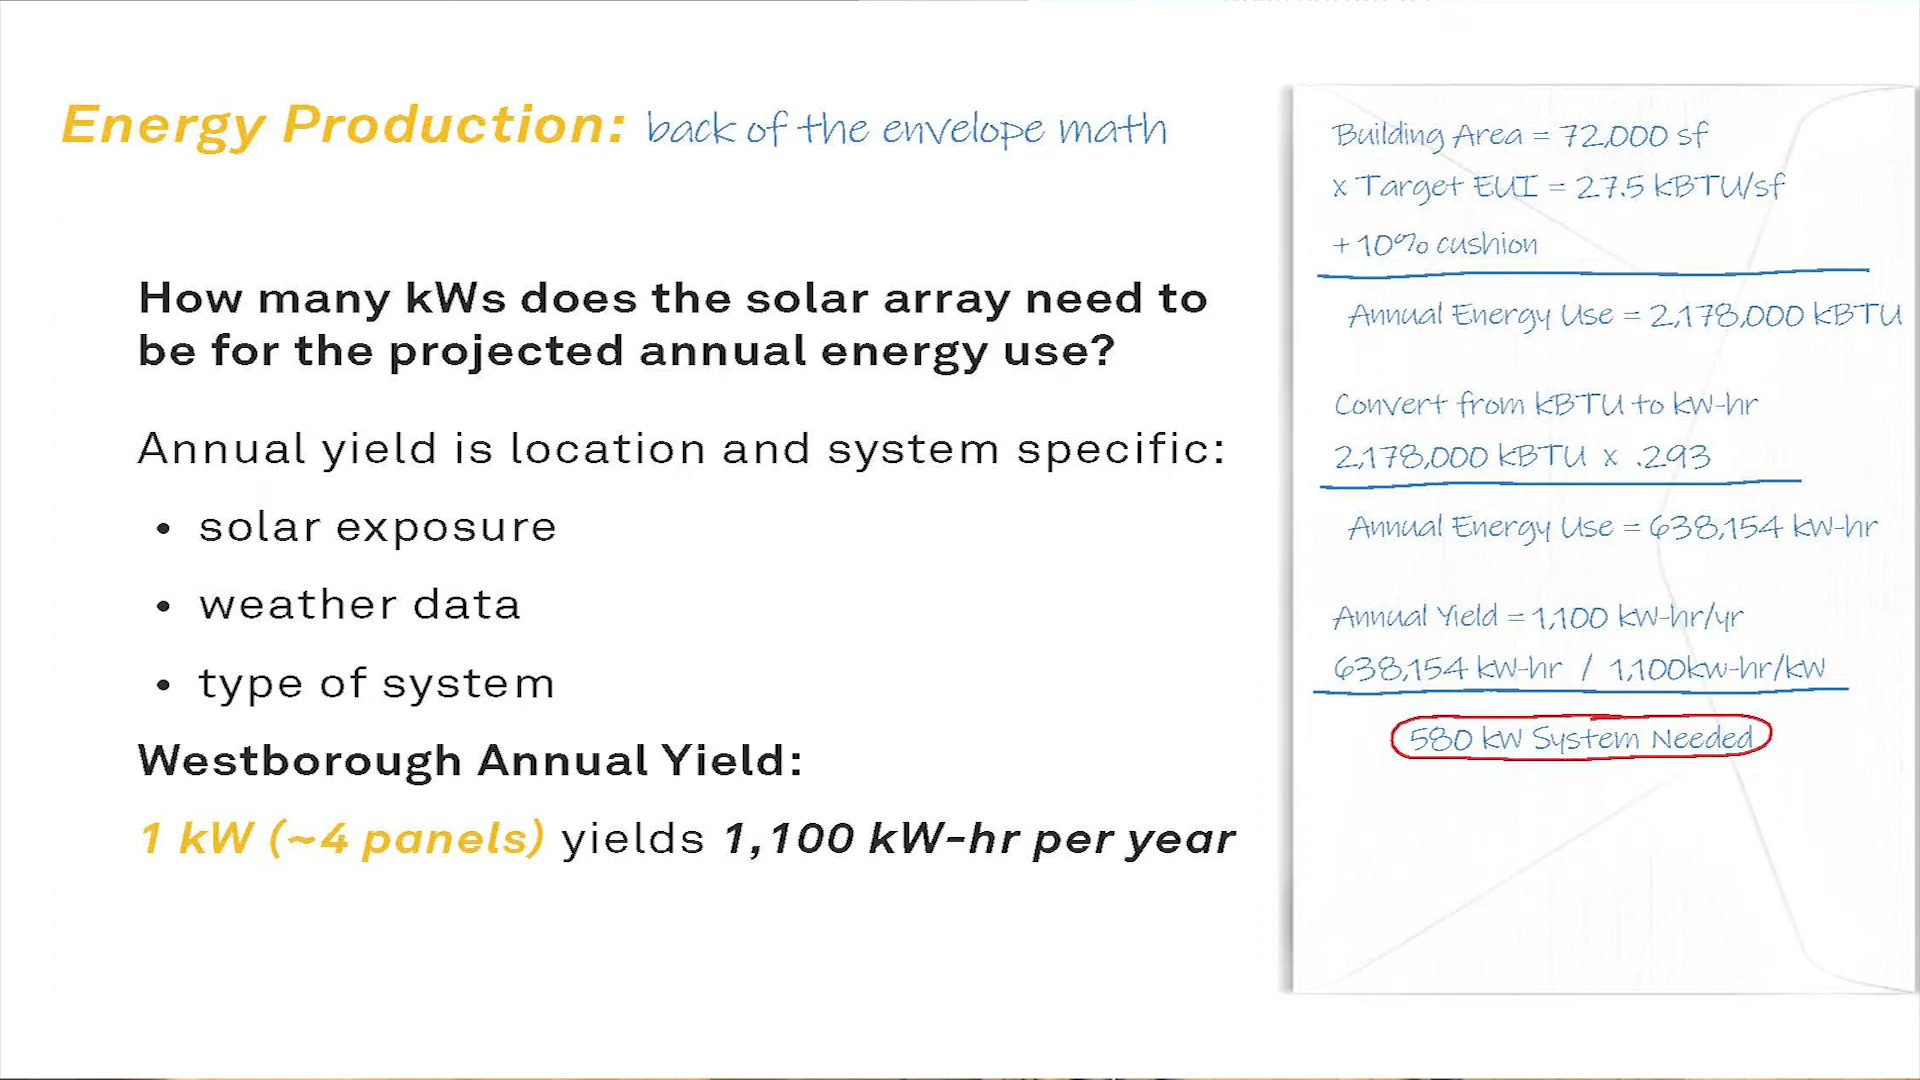 Energy Production: back of the envelope math
How many kWs does the solar array need to
be for the projected annual energy use?
Annual yield is location and system specific:
• solar exposure
• weather data
• type of system
Westborough Annual Yield:
1 kW (~4 panels) yields 1,100 kW-hr per year
Building Area = 72,000 sf
x Target EUI = 27.5 kBTU/sf
+ 10% cushion
Annual Energy Use = 2,178,000 kBTU
Convert from kBTU to kW-hr
2,178,000 kBTU x .293
Annual Energy Use = 638,154 kW-hr
Annual Yield = 1,100 kW-hr/yr
638,154 kW-hr / 1,100kw-hr/kW
580 kW System Needed